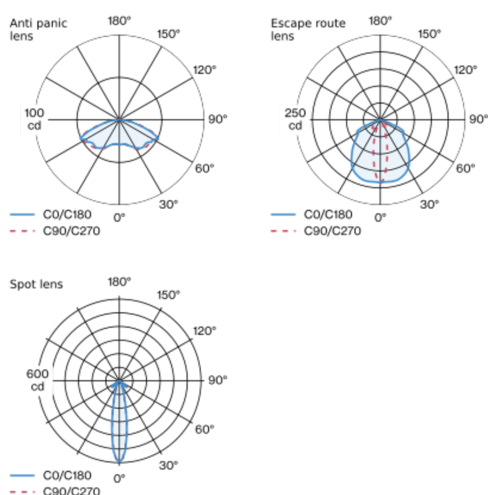 Anti panic
lens
180°
150°
120°
100
cd
90°
60°
30°
0°
C0/C180
C90/C270
Escape route
lens
180°
150°
120°
250
cd
90°
60°
30°
0°
C0/C180
C90/C270
Spot lens
180°
150°
120°
600
cd
90°
60°
30°
0°
C0/C180
C90/C270